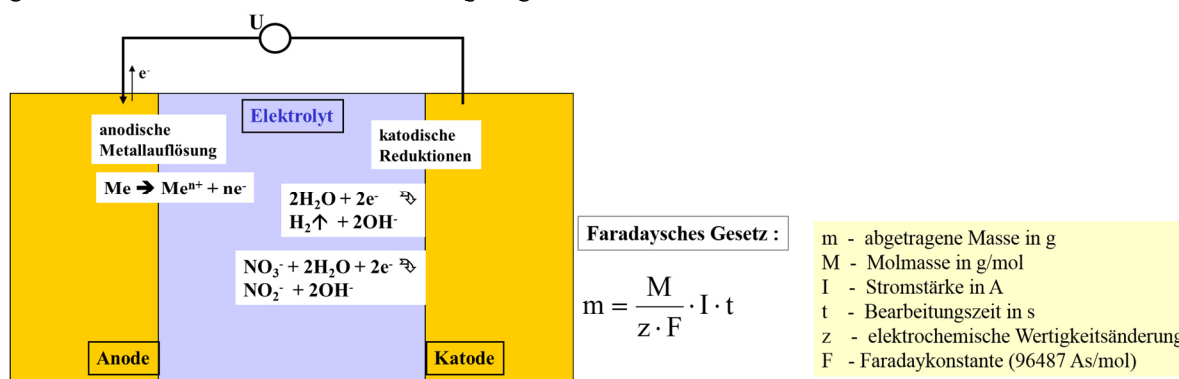 U
e⁻
Elektrolyt
anodische
Metallauflösung
katodische
Reduktionen
Me ➔ Meⁿ⁺ + ne⁻
2H₂O + 2e⁻
H₂↑ + 2OH⁻
NO₃⁻ + 2H₂O + 2e⁻
NO₂⁻ + 2OH⁻
Anode
Katode
Faradaysches Gesetz :
m = M / (z · F) · I · t
m - abgetragene Masse in g
M - Molmasse in g/mol
I - Stromstärke in A
t - Bearbeitungszeit in s
z - elektrochemische Wertigkeitsänderung
F - Faradaykonstante (96487 As/mol)